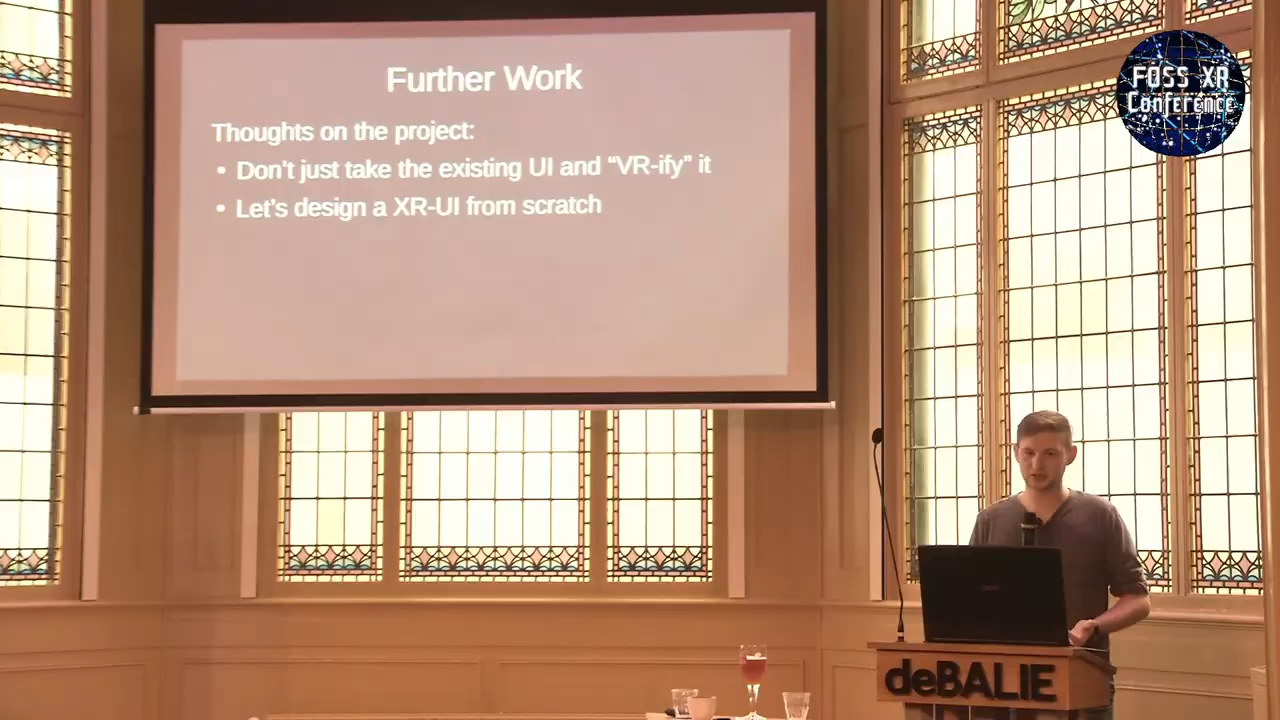 Further Work
Thoughts on the project:
• Don't just take the existing UI and “VR-ify” it
• Let's design a XR-UI from scratch
FOSS XR
Conference
deBALIE